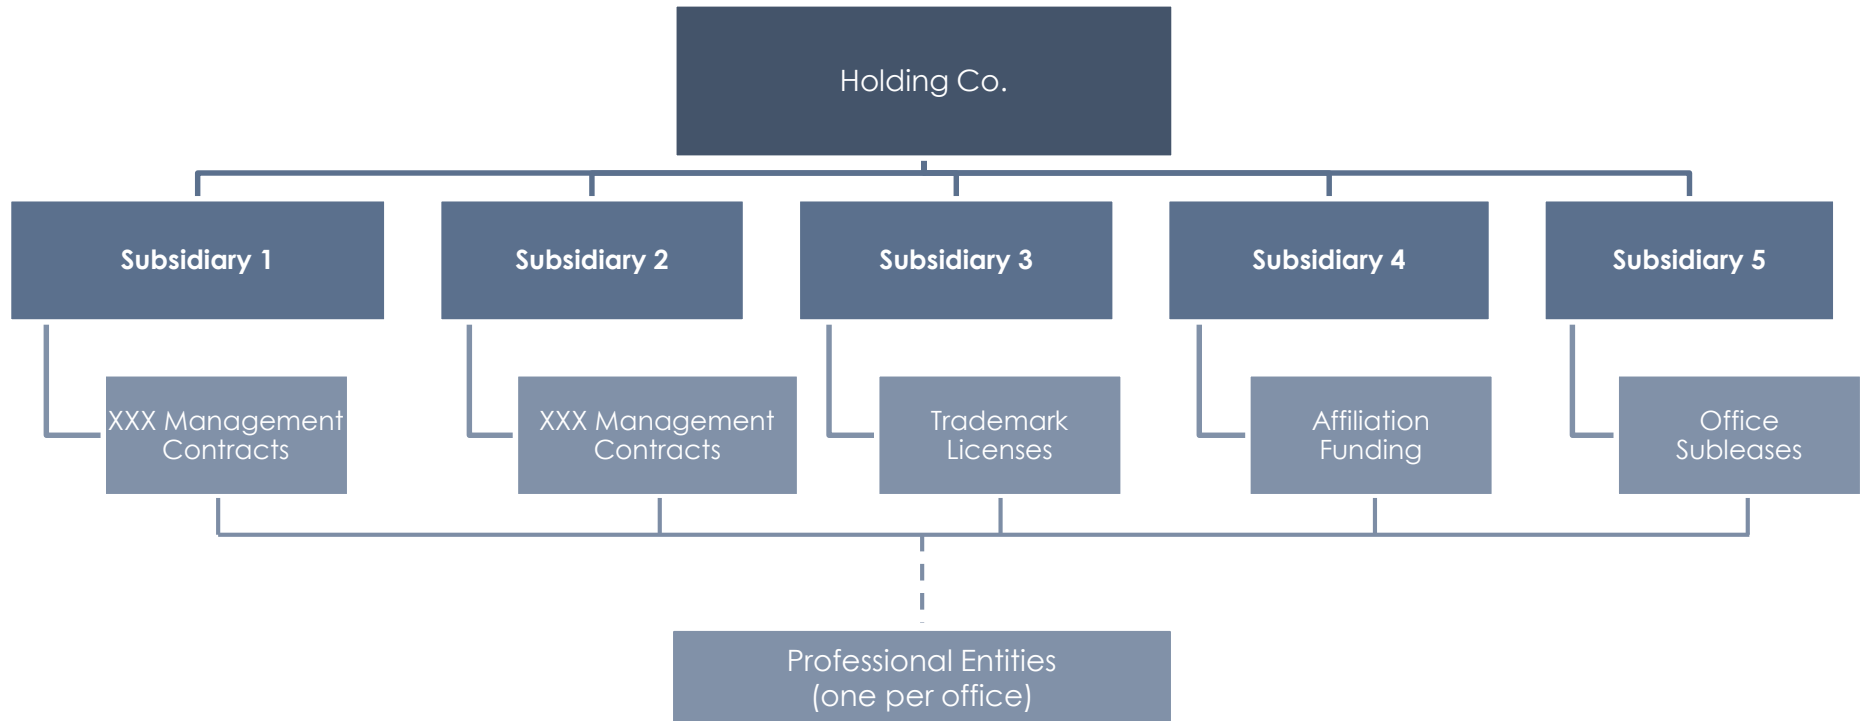 Holding Co.
Subsidiary 1
Subsidiary 2
Subsidiary 3
Subsidiary 4
Subsidiary 5
XXX Management
Contracts
XXX Management
Contracts
Trademark
Licenses
Affiliation
Funding
Office
Subleases
Professional Entities
(one per office)